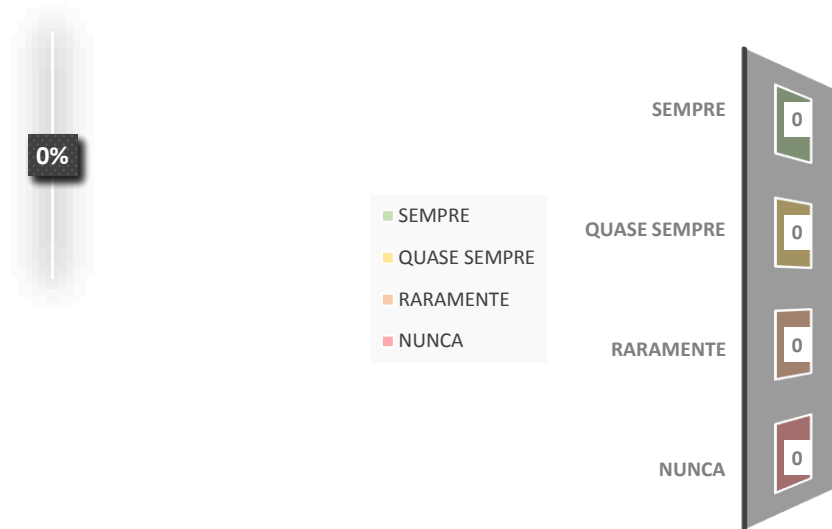 0%
SEMPRE
QUASE SEMPRE
RARAMENTE
NUNCA
SEMPRE
0
QUASE SEMPRE
0
RARAMENTE
0
NUNCA
0